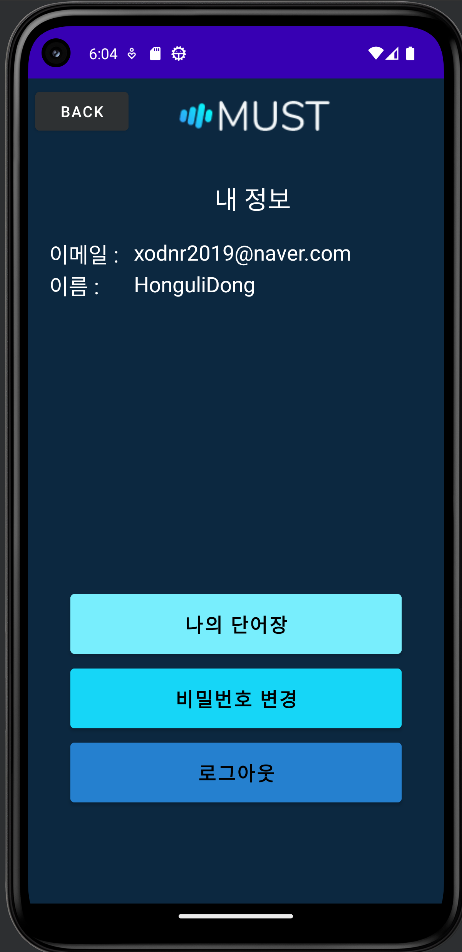 6:04
BACK
MUST
내 정보
이메일 : xodnr2019@naver.com
이름 : HonguliDong
나의 단어장
비밀번호 변경
로그아웃